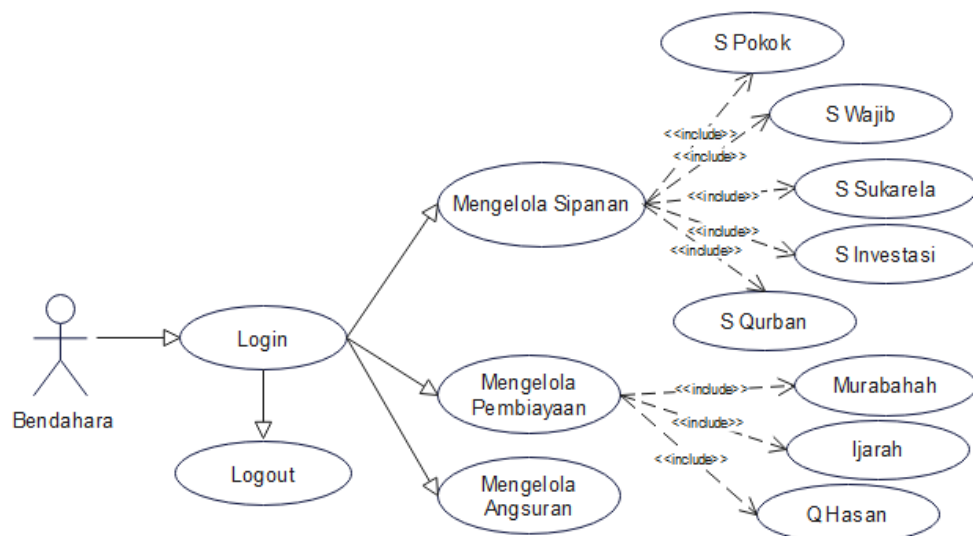 S Pokok
S Wajib
<<include>>
<<include>>
Mengelola Sipanan
<<include>>
S Sukarela
<<include>>
<<include>>
S Investasi
S Qurban
Login
Bendahara
Mengelola
Pembiayaan
<<include>>
Murabahah
<<include>>
Ijarah
<<include>>
Logout
Mengelola
Angsuran
Q Hasan